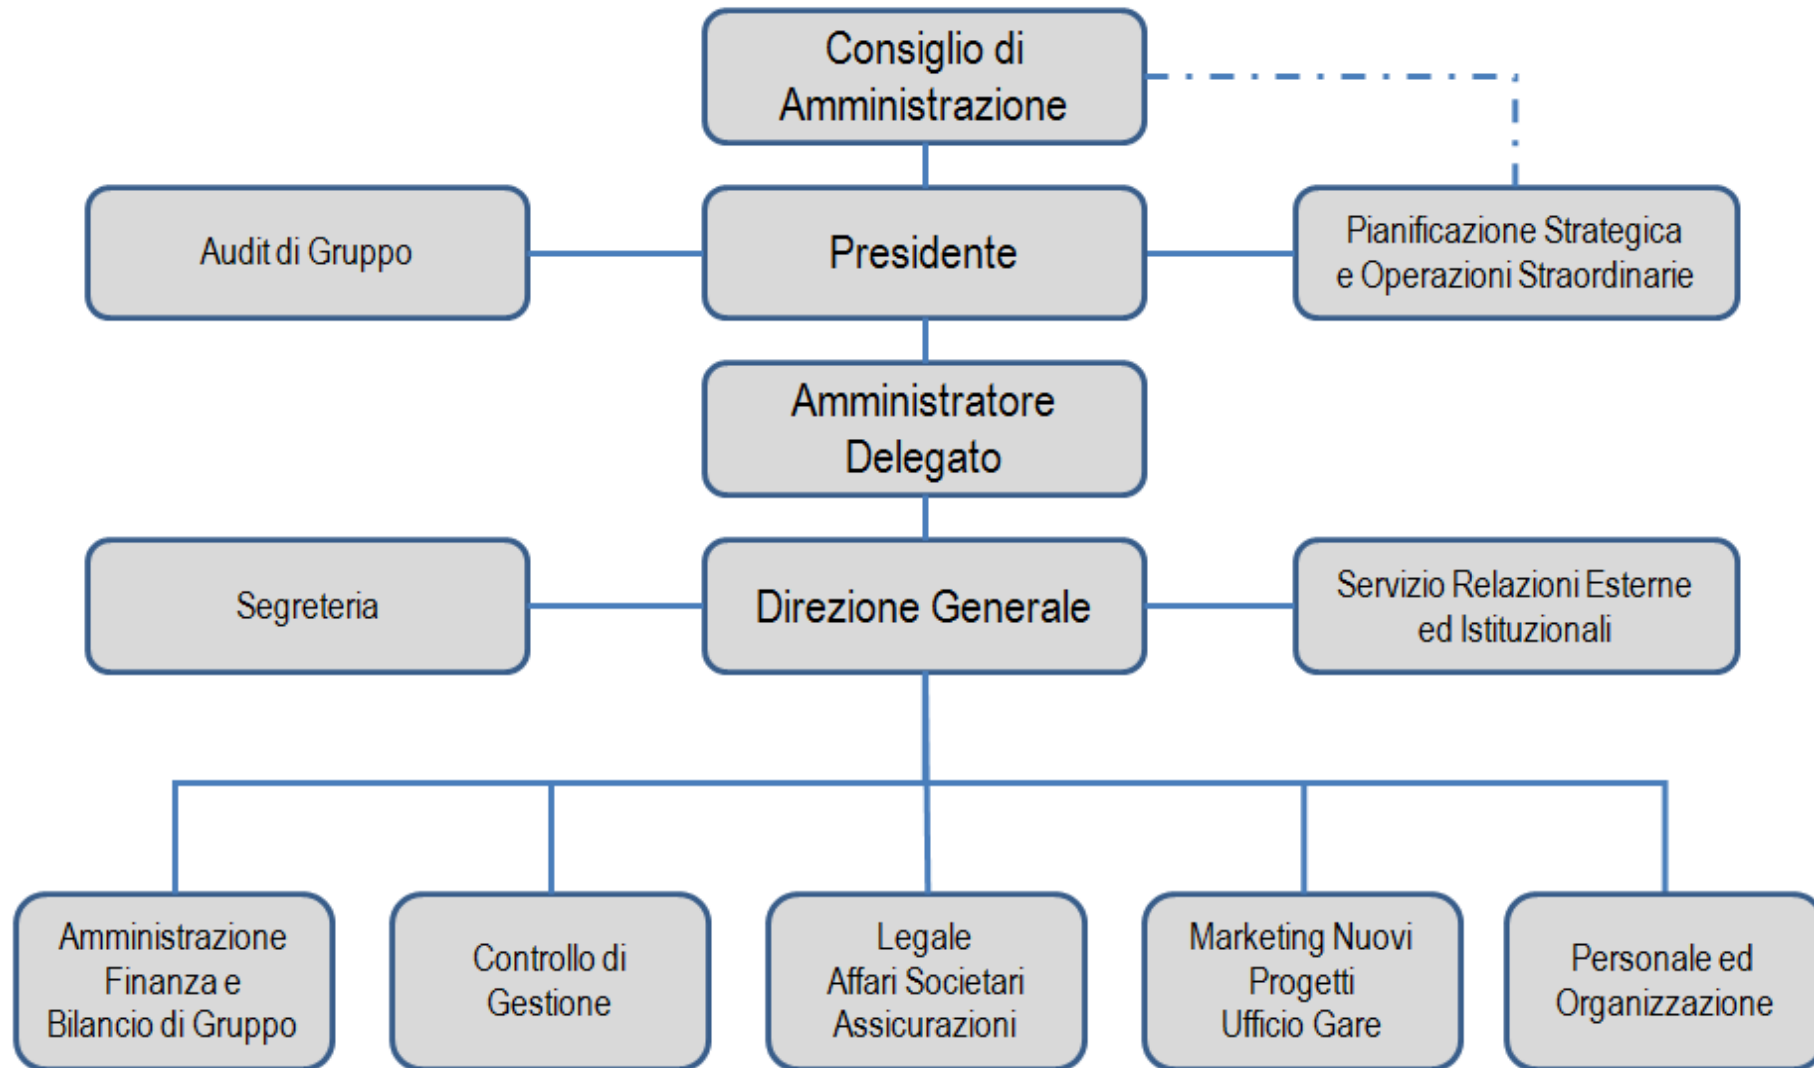 Consiglio di
Amministrazione
Audit di Gruppo
Presidente
Pianificazione Strategica
e Operazioni Straordinarie
Amministratore
Delegato
Segreteria
Direzione Generale
Servizio Relazioni Esterne
ed Istituzionali
Amministrazione
Finanza e
Bilancio di Gruppo
Controllo di
Gestione
Legale
Affari Societari
Assicurazioni
Marketing Nuovi
Progetti
Ufficio Gare
Personale ed
Organizzazione